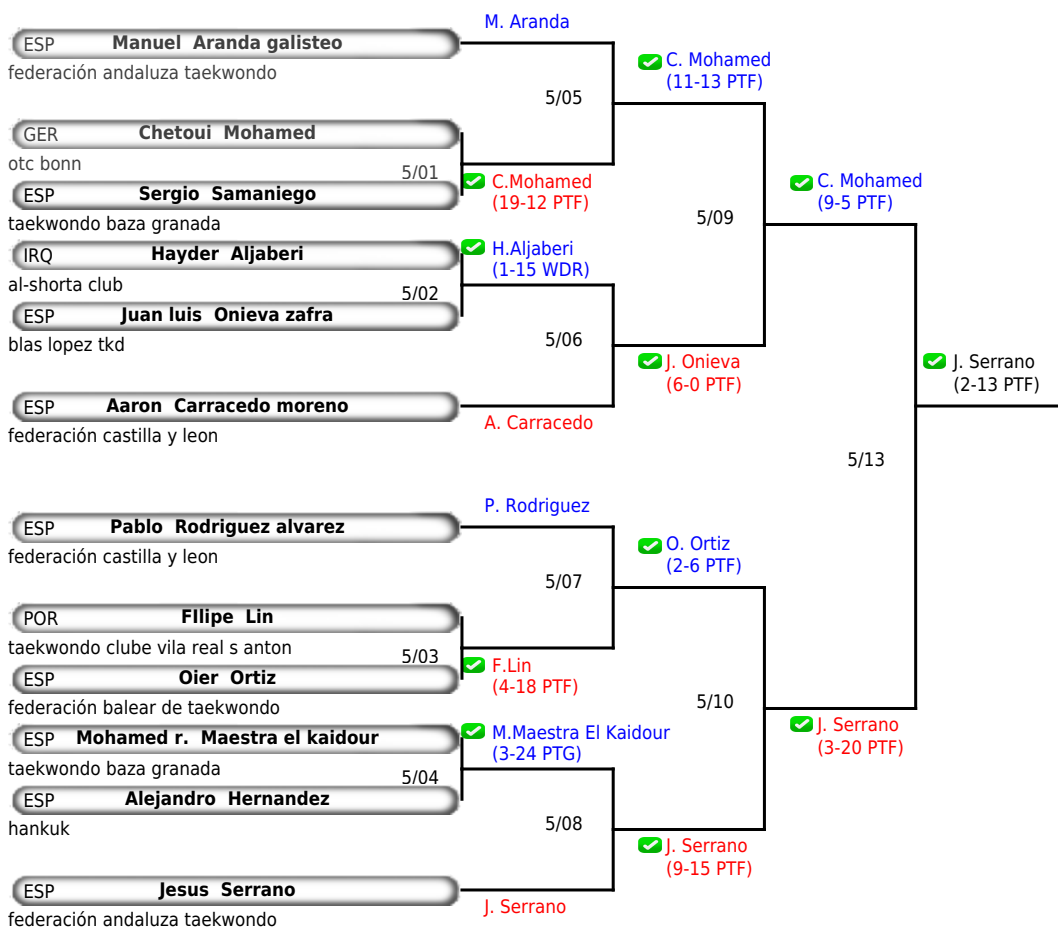 M. Aranda
ESP Manuel Aranda galisteo
federación andaluza taekwondo
C. Mohamed
(11-13 PTF)
5/05
GER Chetoui Mohamed
otc bonn
5/01
C.Mohamed
(19-12 PTF)
ESP Sergio Samaniego
taekwondo baza granada
C. Mohamed
(9-5 PTF)
5/09
IRQ Hayder Aljaberi
al-shorta club
H.Aljaberi
(1-15 WDR)
5/02
ESP Juan luis Onieva zafra
blas lopez tkd
5/06
J. Onieva
(6-0 PTF)
J. Serrano
(2-13 PTF)
ESP Aaron Carracedo moreno
A. Carracedo
federación castilla y leon
5/13
P. Rodriguez
ESP Pablo Rodriguez alvarez
federación castilla y leon
O. Ortiz
(2-6 PTF)
5/07
POR FIlipe Lin
taekwondo clube vila real s anton
5/03
F.Lin
(4-18 PTF)
ESP Oier Ortiz
federación balear de taekwondo
5/10
J. Serrano
(3-20 PTF)
ESP Mohamed r. Maestra el kaidour
M.Maestra El Kaidour
(3-24 PTG)
taekwondo baza granada
5/04
ESP Alejandro Hernandez
hankuk
5/08
J. Serrano
(9-15 PTF)
ESP Jesus Serrano
J. Serrano
federación andaluza taekwondo